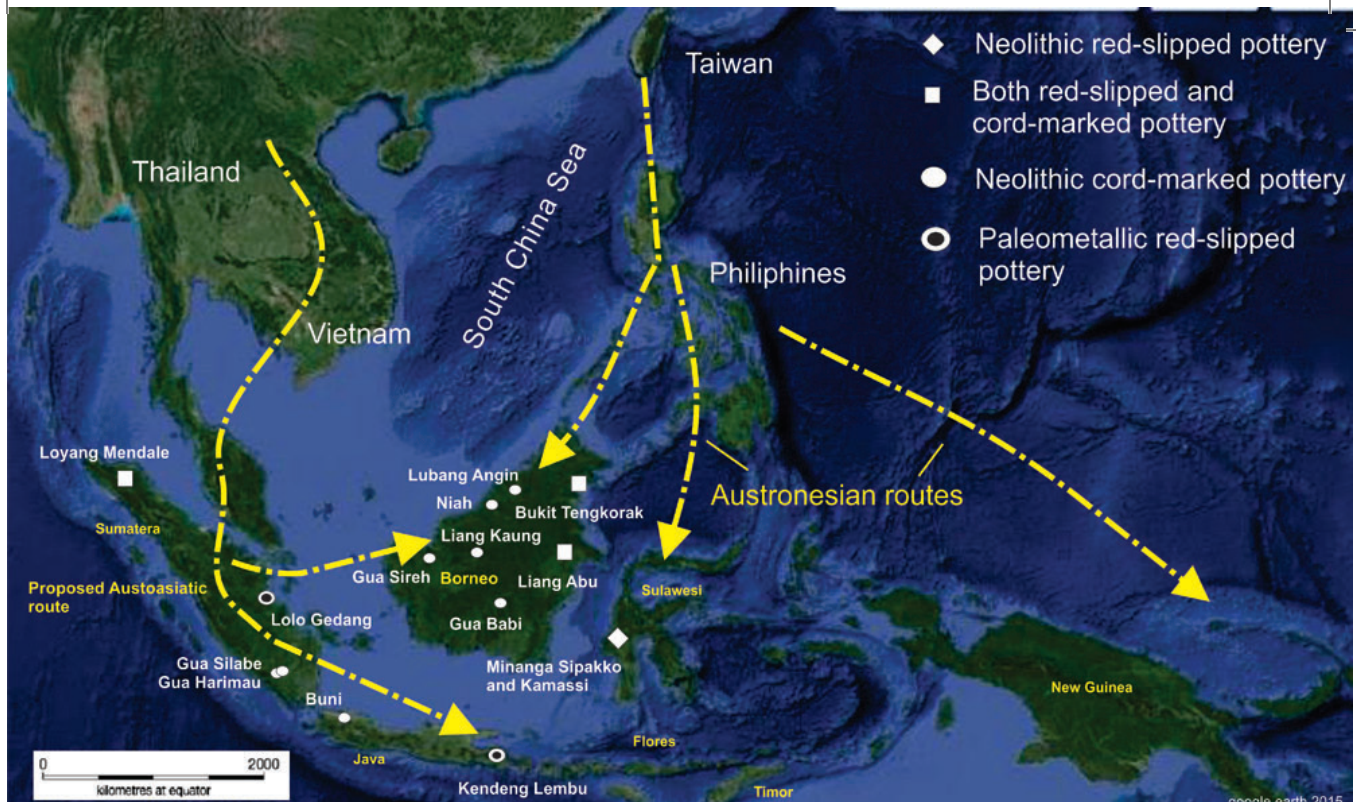 Taiwan
Neolithic red-slipped pottery
Both red-slipped and
cord-marked pottery
Neolithic cord-marked pottery
Paleometallic red-slipped
pottery
Thailand
South China Sea
Philiphines
Vietnam
Loyang Mendale
Sumatera
Proposed Austoasiatic
route
Lubang Angin
Niah
Bukit Tengkorak
Liang Kaung
Gua Sireh
Borneo
Liang Abu
Gua Babi
Austronesian routes
Sulawesi
Lolo Gedang
Gua Silabe
Gua Harimau
Buni
Minanga Sipakko
and Kamassi
New Guinea
Flores
Java
Kendeng Lembu
Timor
0 2000
kilometres at equator
google earth 2015